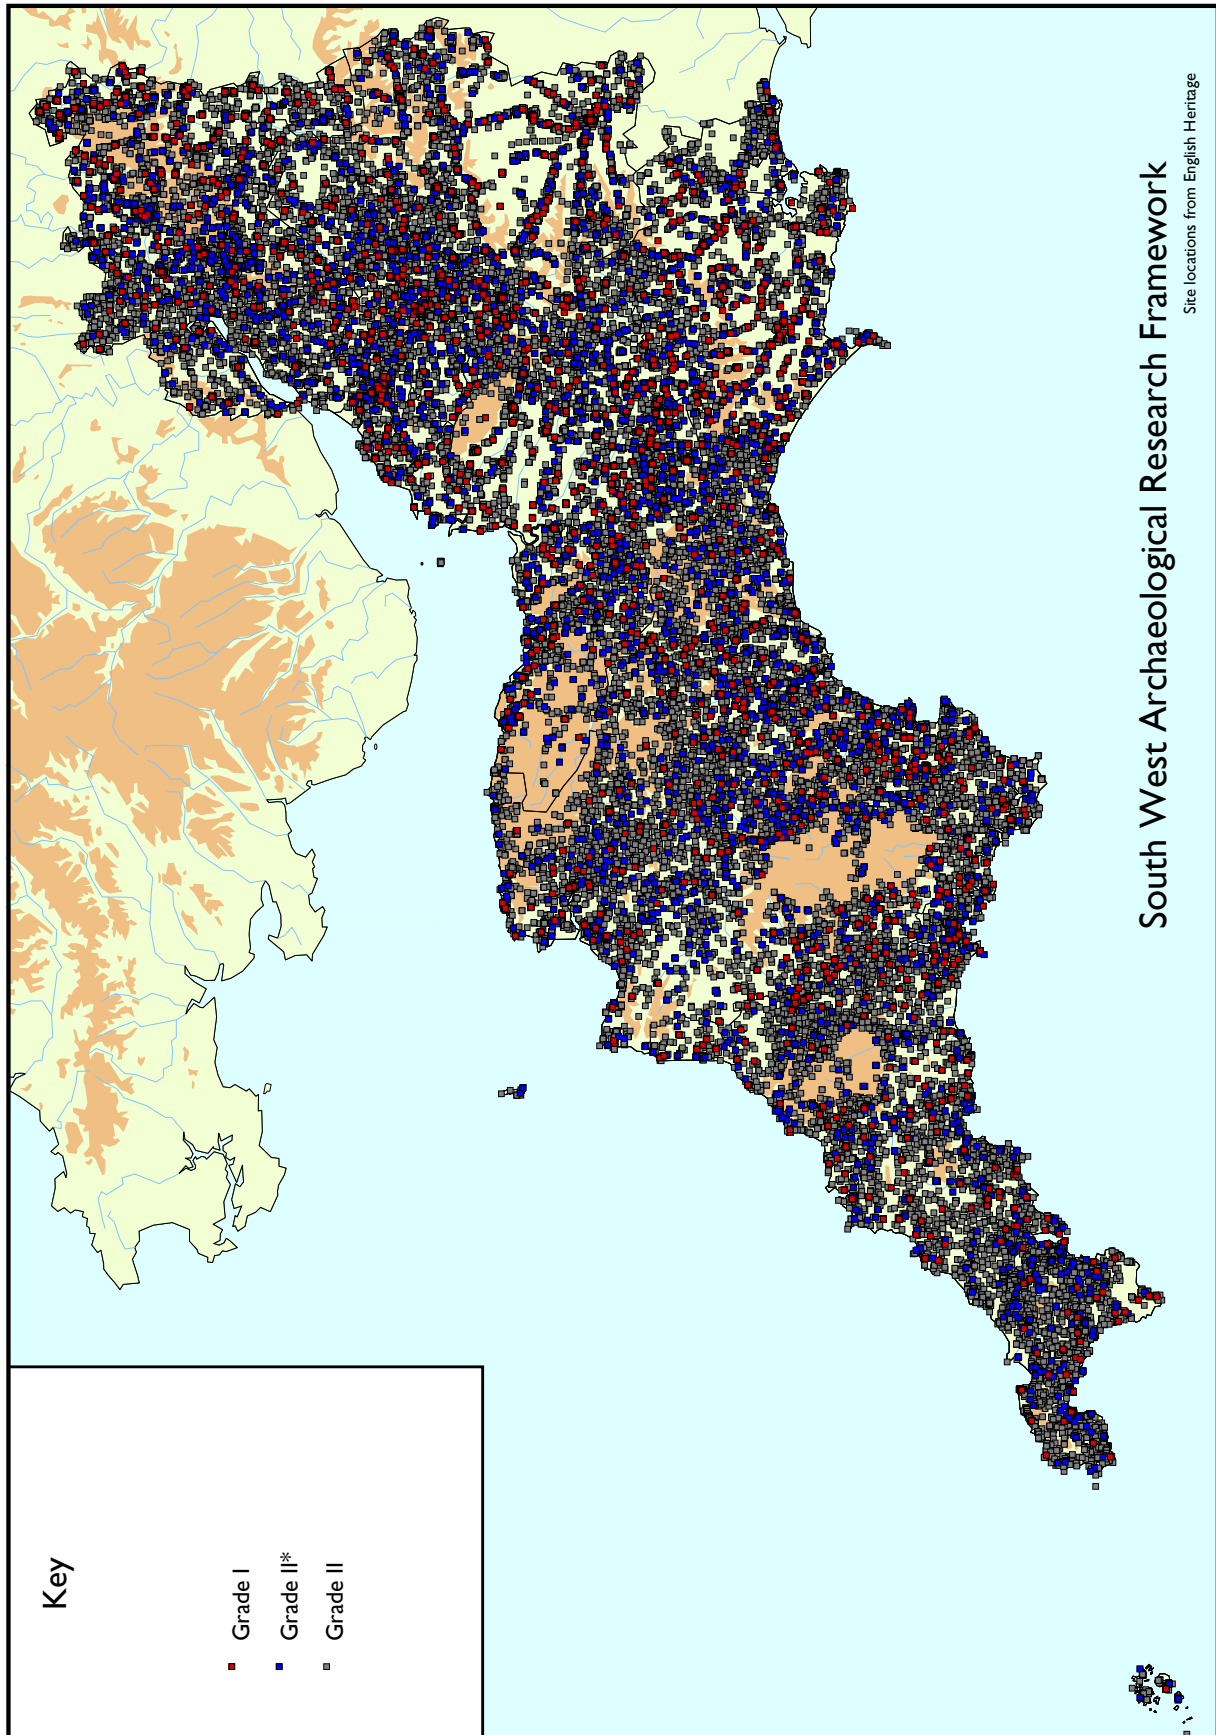 Key
Grade I
Grade II*
Grade II
South West Archaeological Research Framework
Site locations from English Heritage